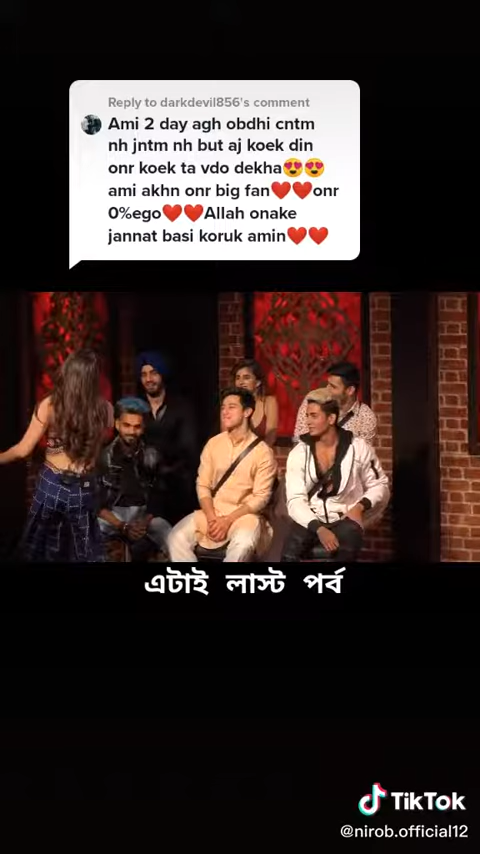 Reply to darkdevil856's comment
Ami 2 day agh obdhi cntm
nh jntm nh but aj koek din
onr koek ta vdo dekha😍😍
ami akhn onr big fan❤️❤️onr
0%ego❤️❤️Allah onake
jannat basi koruk amin❤️❤️
এটাই লাস্ট পর্ব
TikTok
@nirob.official12